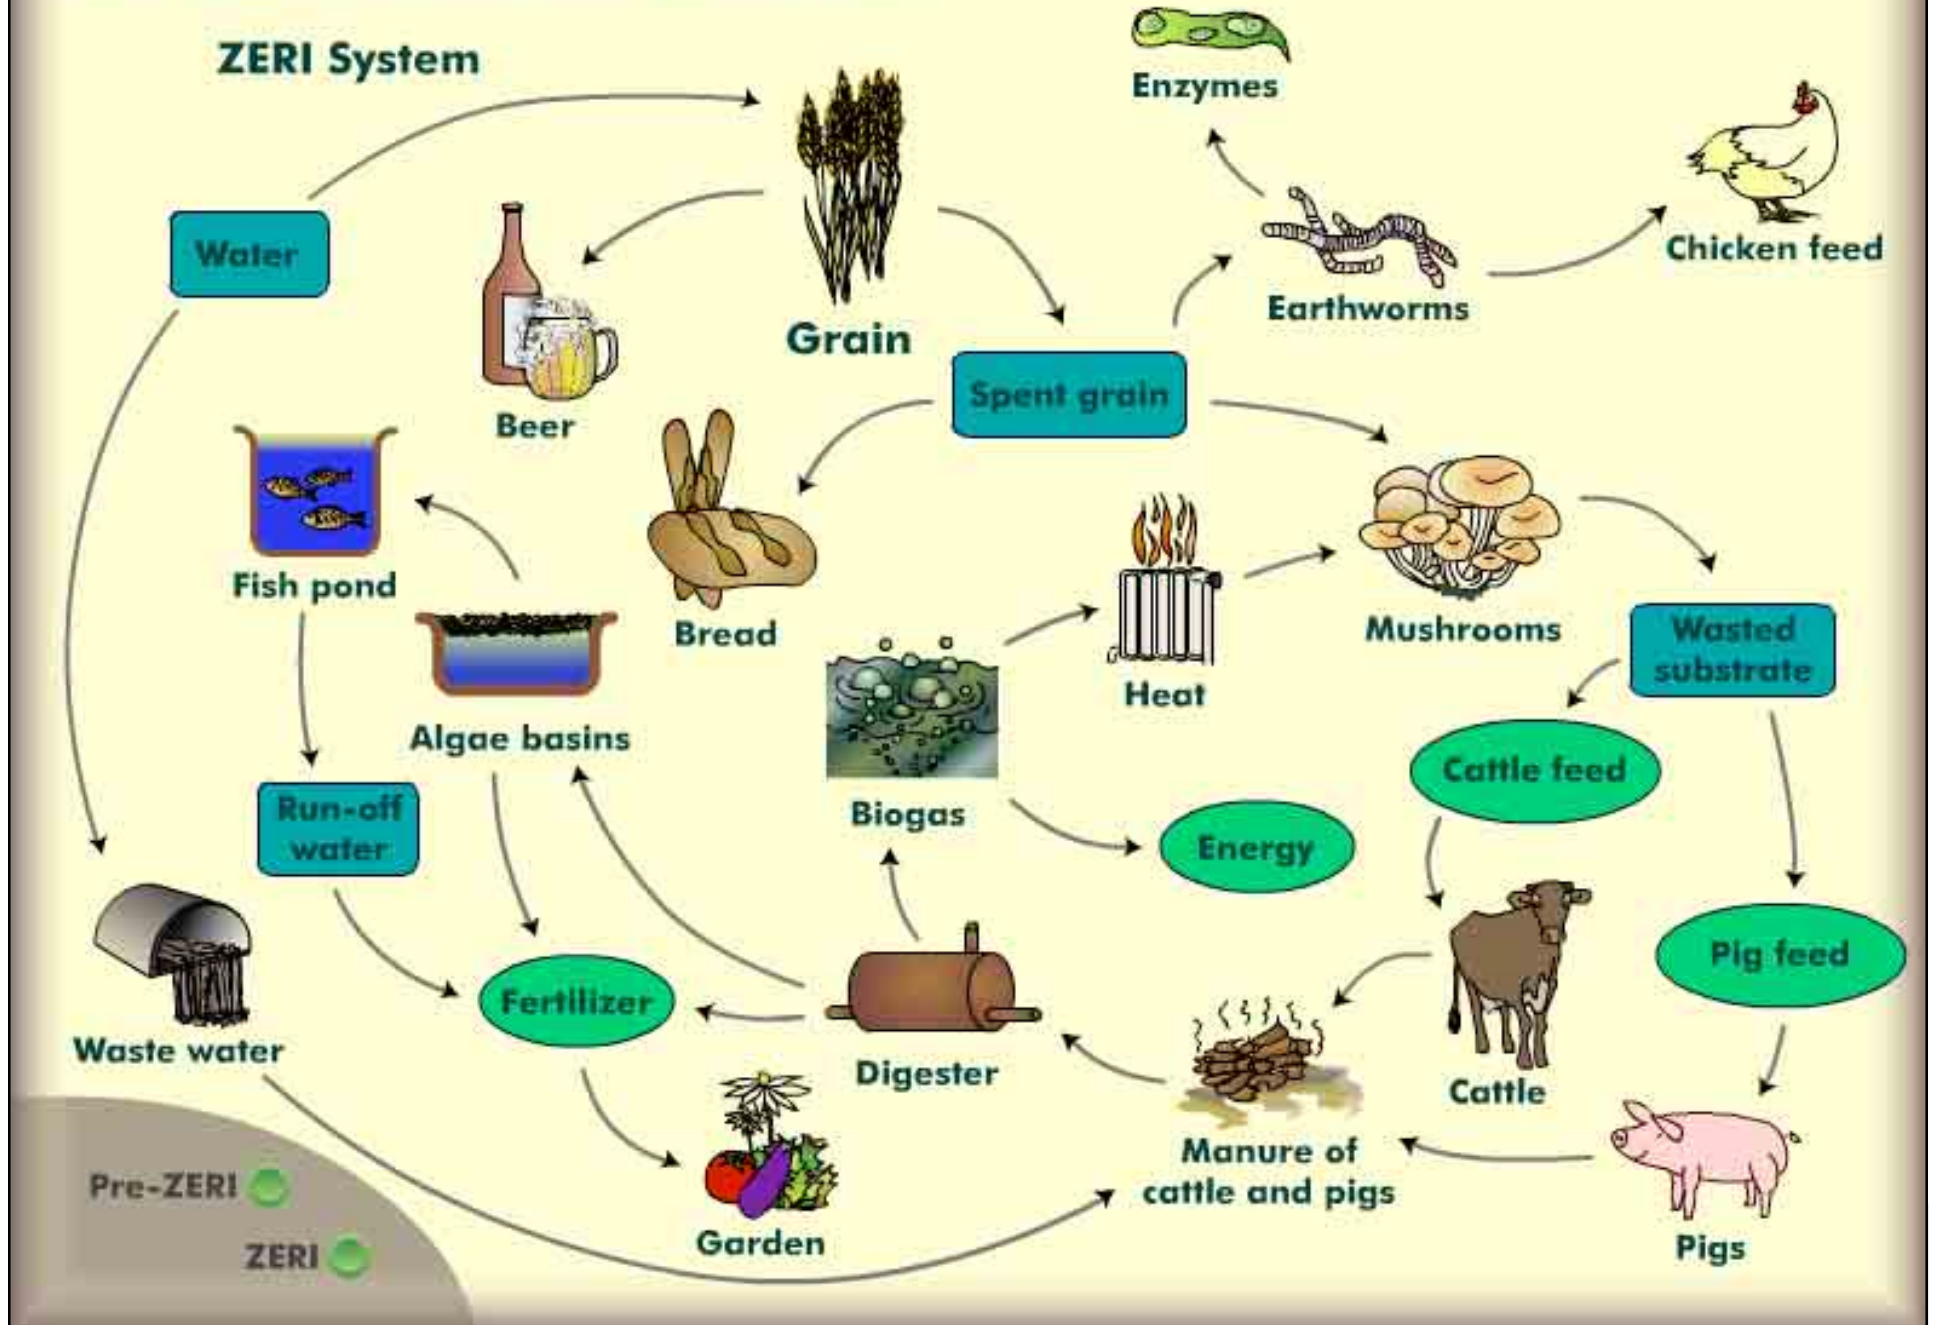 ZERI System
Enzymes
Chicken feed
Water
Earthworms
Grain
Spent grain
Beer
Fish pond
Bread
Mushrooms
Wasted
substrate
Heat
Algae basins
Cattle feed
Run-off
water
Biogas
Energy
Pig feed
Fertilizer
Waste water
Digester
Cattle
Manure of
cattle and pigs
Pre-ZERI
Garden
Pigs
ZERI